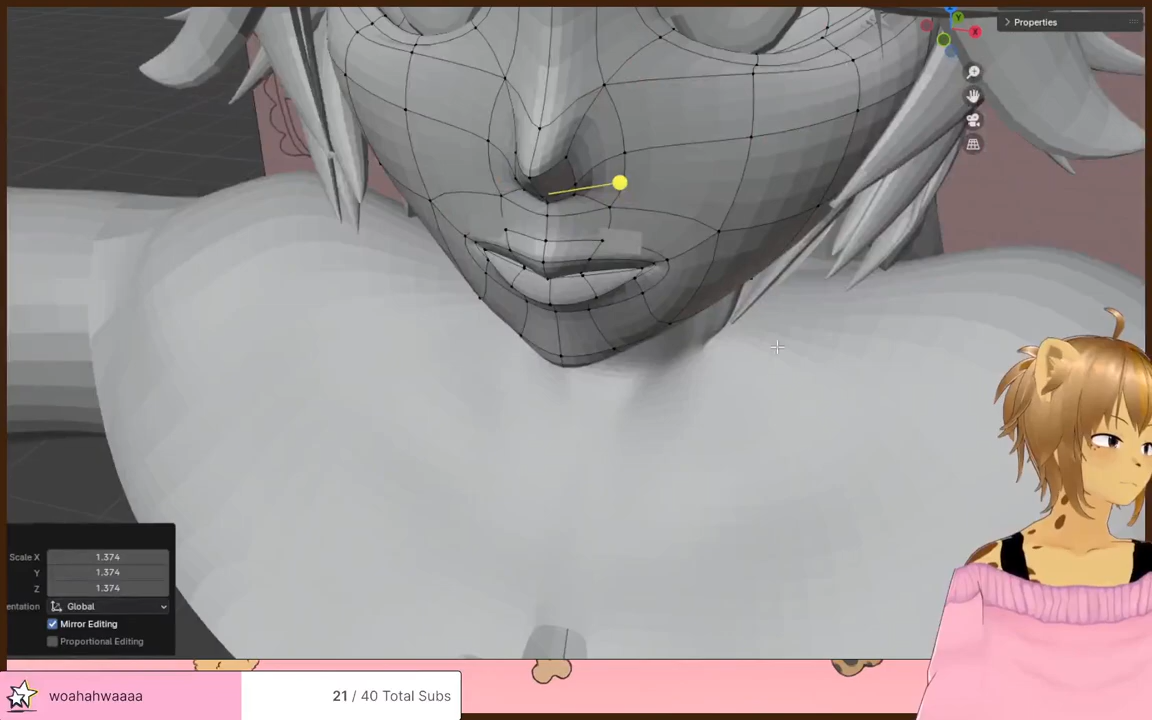 Properties
Y
X
Scale X 1.374
Y 1.374
Z 1.374
entation Global
Mirror Editing
Proportional Editing
woahahwaaaa 21 / 40 Total Subs